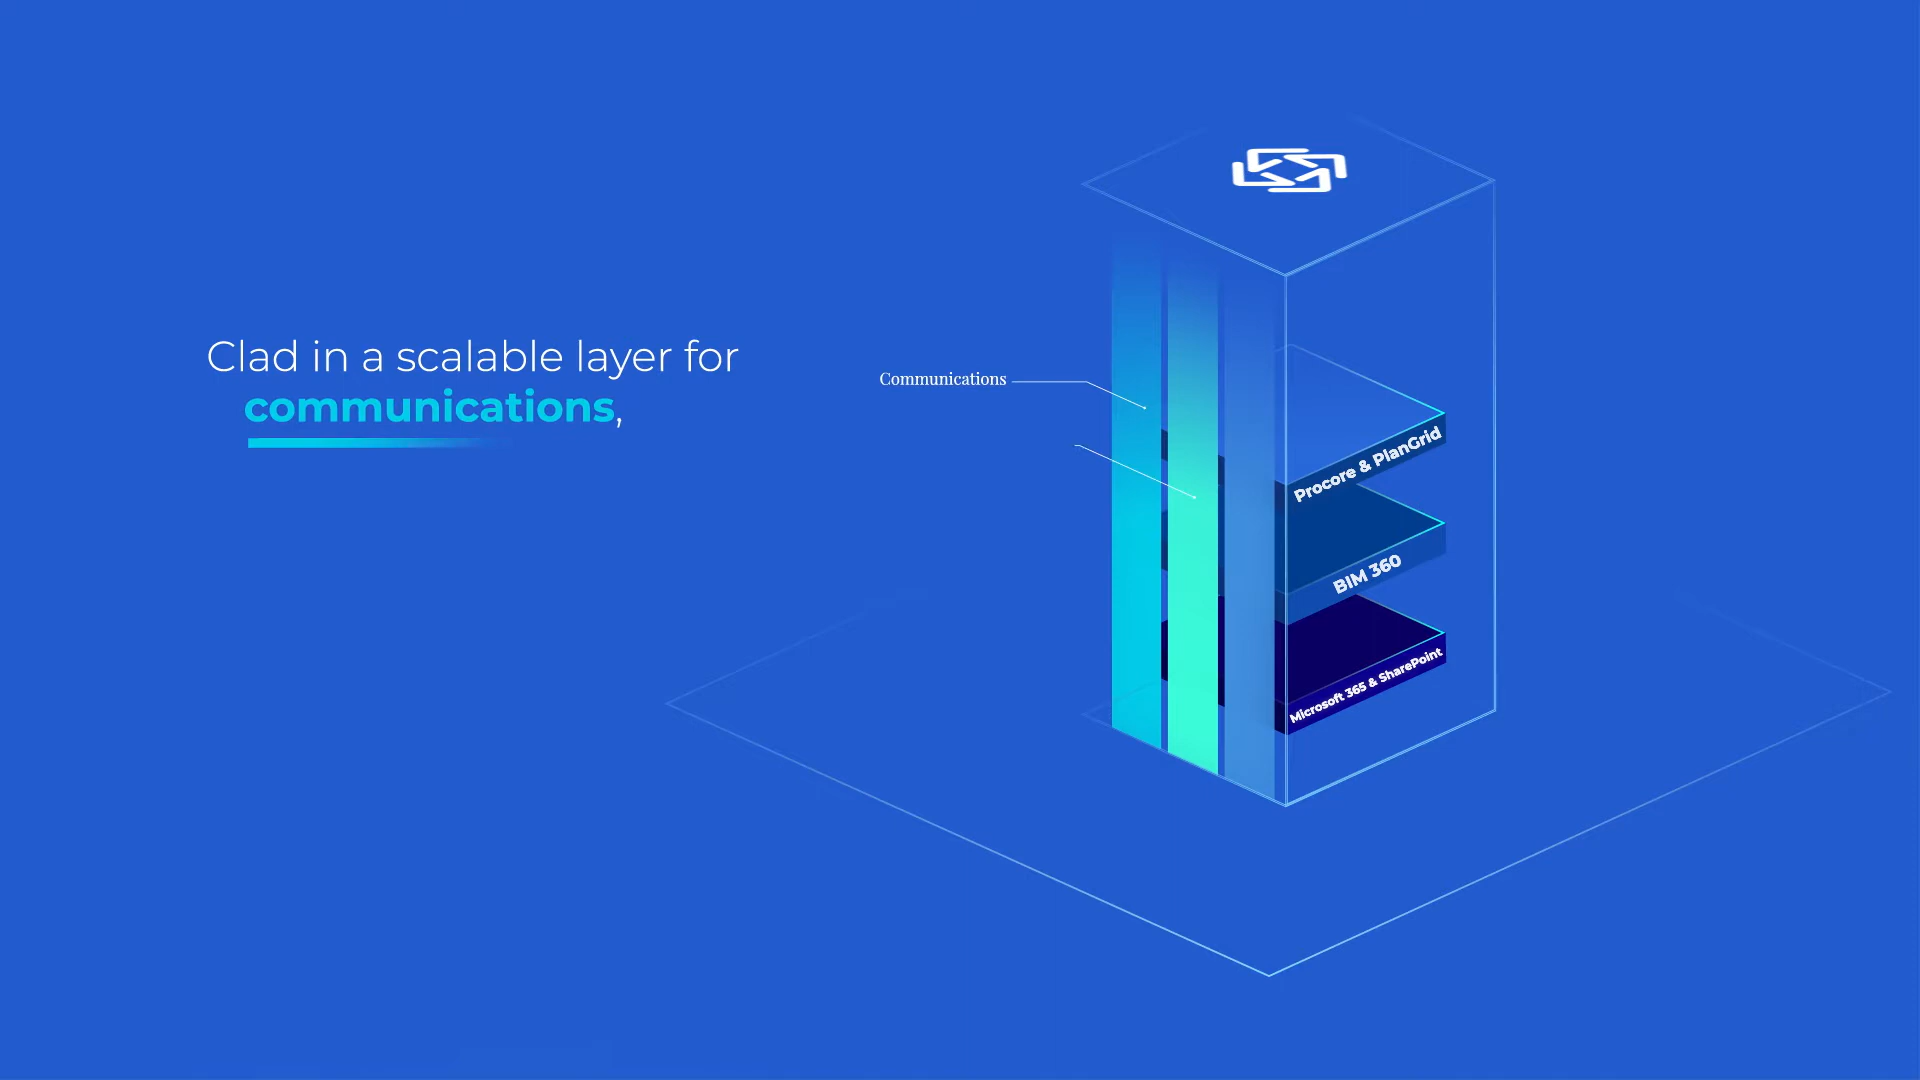 Clad in a scalable layer for
communications,
Communications
Procore & PlanGrid
BIM 360
Microsoft 365 & SharePoint